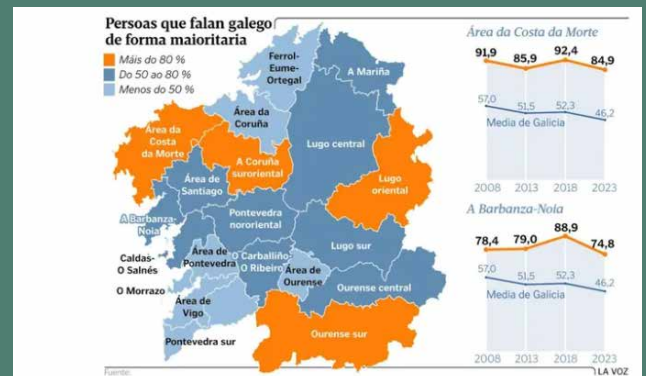 Persoas que falan galego
de forma maioritaria
Máis do 80 %
Do 50 ao 80 %
Menos do 50 %
Ferrol-
Eume-
Ortegal
A Mariña
Área da
Coruña
Área da
Costa
da Morte
A Coruña
suroriental
Lugo central
Lugo
oriental
Área de
Santiago
A Barbanza-
Noia
Pontevedra
nororiental
Lugo sur
Caldas-
O Salnés
Área de
Pontevedra
O Carballiño
O Ribeiro
Área de
Ourense
O Morrazo
Ourense central
Área de
Vigo
Ourense sur
Pontevedra sur
Fuente:
Área da Costa da Morte
91,9 85,9 92,4 84,9
57,0 51,5 52,3 46,2
Media de Galicia
2008 2013 2018 2023
A Barbanza-Noia
78,4 79,0 88,9 74,8
57,0 51,5 52,3 46,2
Media de Galicia
2008 2013 2018 2023
LA VOZ